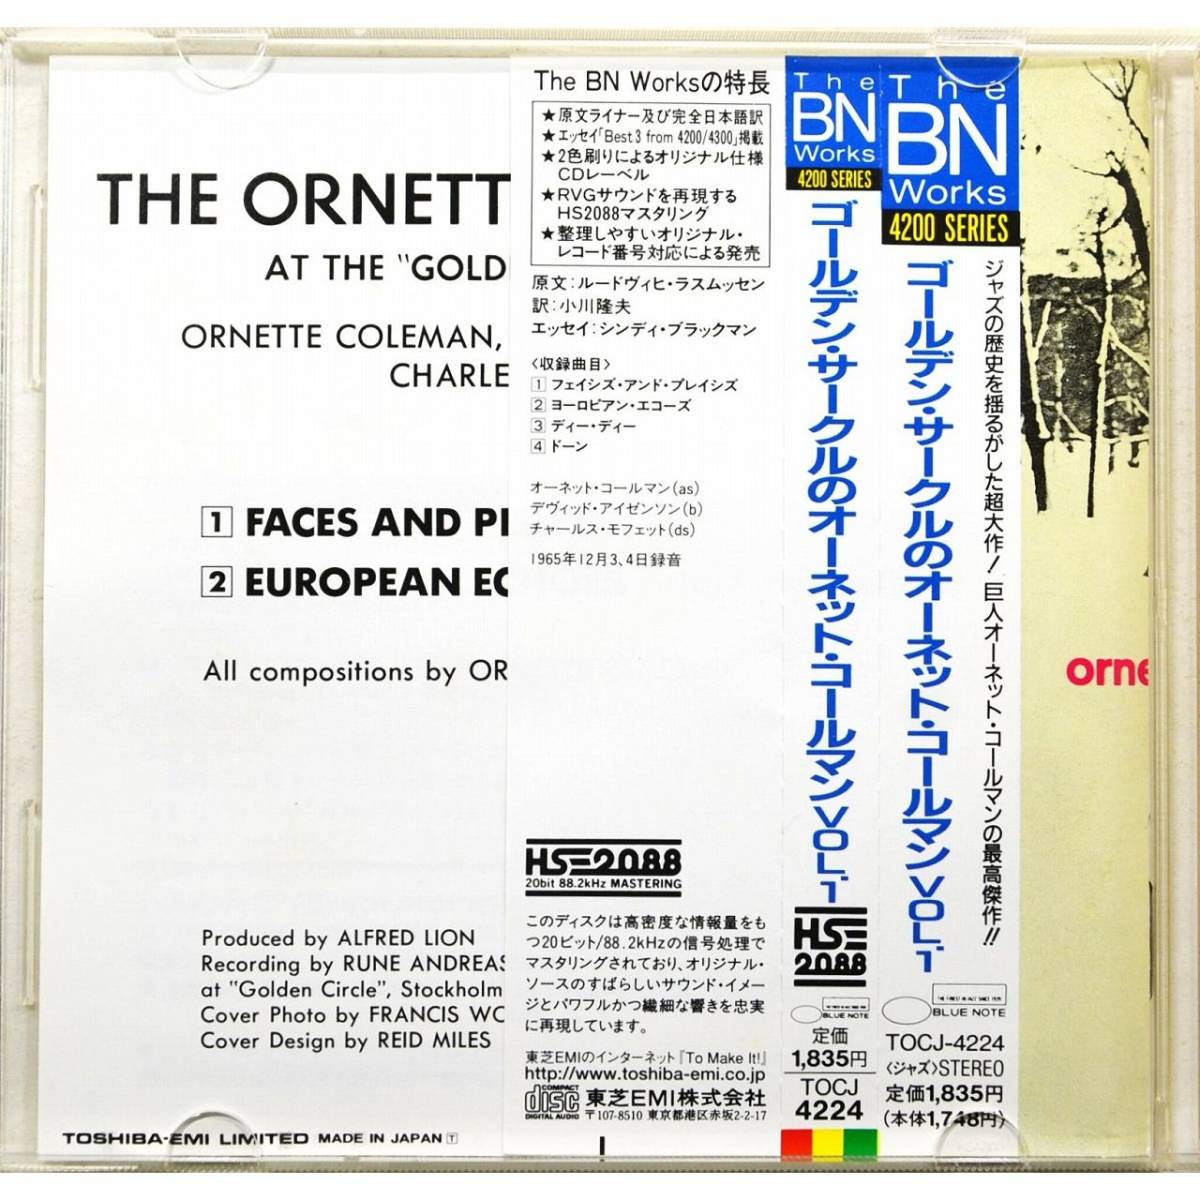 THE ORNETT
AT THE "GOLD
ORNETTE COLEMAN,
CHARLE
1 FACES AND PL
2 EUROPEAN EC
All compositions by OR
Produced by ALFRED LION
Recording by RUNE ANDREAS
at "Golden Circle", Stockholm
Cover Photo by FRANCIS WO
Cover Design by REID MILES
TOSHIBA-EMI LIMITED MADE IN JAPAN T
The BN Worksの特長
★原文ライナー及び完全日本語訳
★エッセイ「Best 3 from 4200/4300」掲載
★2色刷りによるオリジナル仕様
CDレーベル
★RVGサウンドを再現する
HS2088マスタリング
★整理しやすいオリジナル・
レコード番号対応による発売
原文:ルードヴィヒ・ラスムッセン
訳:小川隆夫
エッセイ:シンディ・ブラックマン
〈収録曲目〉
1 フェイシズ・アンド・プレイシズ
2 ヨーロピアン・エコーズ
3 ディー・ディー
4 ドーン
オーネット・コールマン(as)
デヴィッド・アイゼンソン(b)
チャールス・モフェット(ds)
1965年12月3、4日録音
HS2088
20bit 88.2kHz MASTERING
このディスクは高密度な情報量をも
つ20ビット/88.2kHzの信号処理で
マスタリングされており、オリジナル・
ソースのすばらしいサウンド・イメー
ジとパワフルかつ繊細な響きを忠実
に再現しています。
東芝EMIのインターネット『To Make It!』
http://www.toshiba-emi.co.jp
COMPACT disc DIGITAL AUDIO 東芝EMI株式会社
〒107-8510 東京都港区赤坂2-2-17
The
BN
Works
4200 SERIES
ゴールデン・サークルのオーネット・コールマン VOL.1
HS
2088
THE FINEST IN JAZZ SINCE 1939
BLUE NOTE
定価
1,835円
TOCJ
4224
The
BN
Works
4200 SERIES
ジャズの歴史を揺るがした超大作! 巨人オーネット・コールマンの最高傑作!!
ゴールデン・サークルのオーネット・コールマン VOL.1
THE FINEST IN JAZZ SINCE 1939
BLUE NOTE
TOCJ-4224
〈ジャズ〉STEREO
定価1,835円
(本体1,748円)
orne